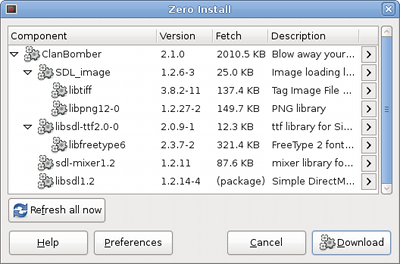 Zero Install
Component Version Fetch Description
ClanBomber 2.1.0 2010.5 KB Blow away your...
SDL_image 1.2.6-3 25.0 KB Image loading l...
libtiff 3.8.2-11 137.4 KB Tag Image File ...
libpng12-0 1.2.27-2 149.7 KB PNG library
libsdl-ttf2.0-0 2.0.9-1 12.3 KB ttf library for Si...
libfreetype6 2.3.7-2 321.4 KB FreeType 2 font...
sdl-mixer1.2 1.2.11 87.6 KB mixer library fo...
libsdl1.2 1.2.14-4 (package) Simple DirectM...
Refresh all now
Help Preferences Cancel Download